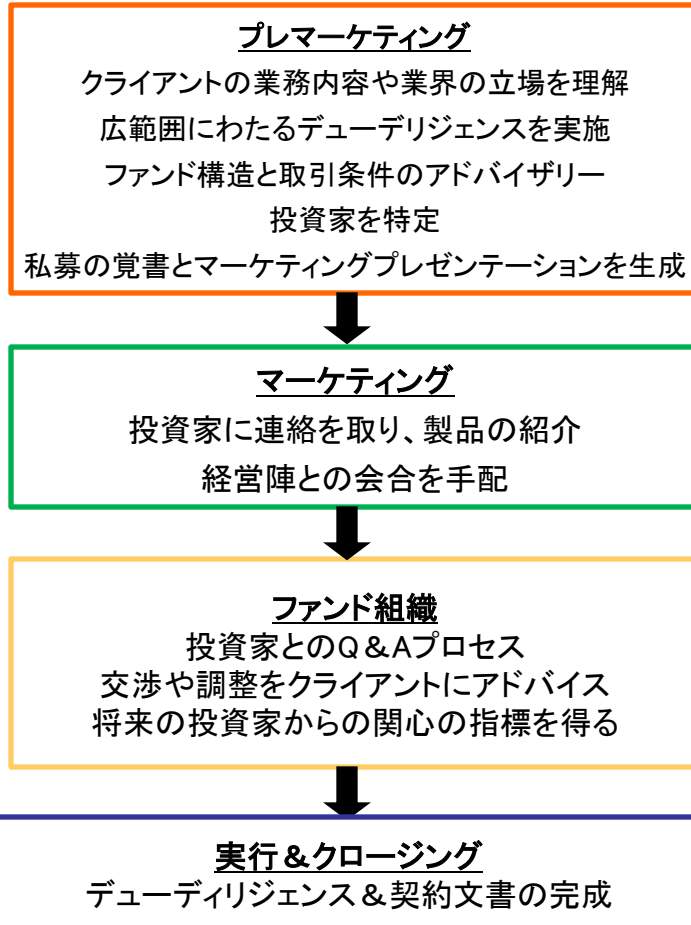 プレマーケティング
クライアントの業務内容や業界の立場を理解
広範囲にわたるデューデリジェンスを実施
ファンド構造と取引条件のアドバイザリー
投資家を特定
私募の覚書とマーケティングプレゼンテーションを生成
マーケティング
投資家に連絡を取り、製品の紹介
経営陣との会合を手配
ファンド組織
投資家とのQ&Aプロセス
交渉や調整をクライアントにアドバイス
将来の投資家からの関心の指標を得る
実行&クロージング
デューディリジェンス&契約文書の完成